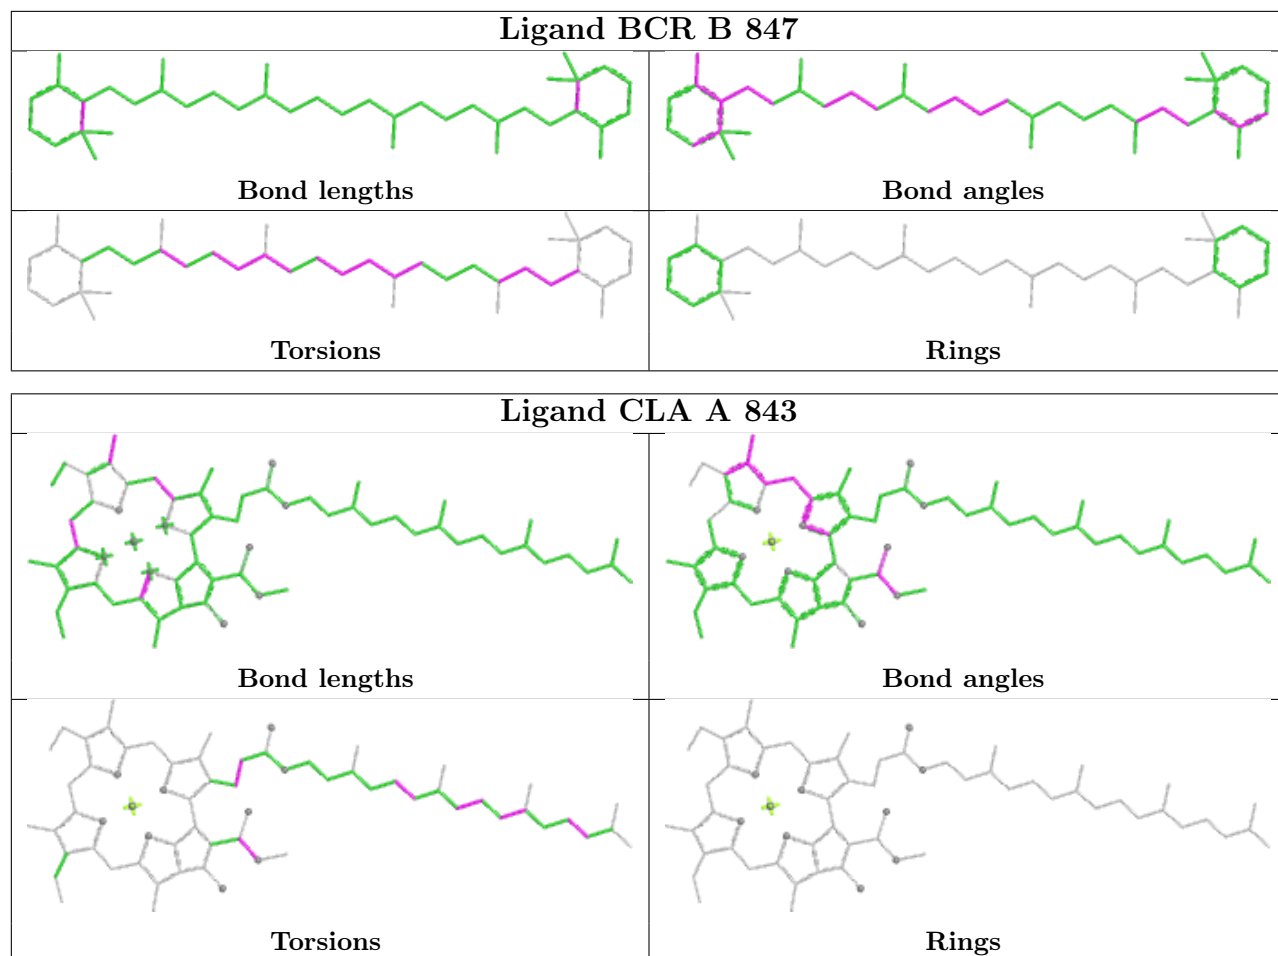 Ligand BCR B 847
Bond lengths
Bond angles
Torsions
Rings
Ligand CLA A 843
Bond lengths
Bond angles
Torsions
Rings